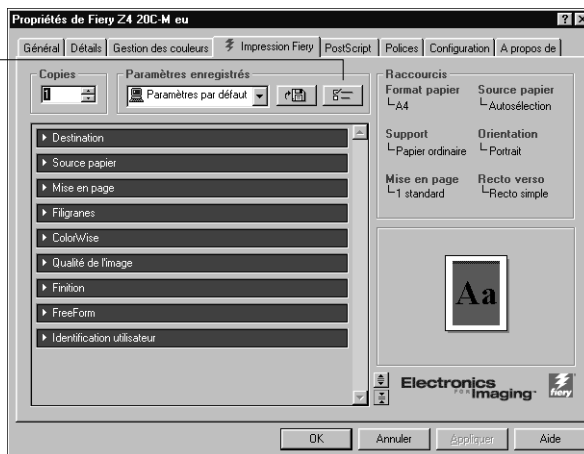 Propriétés de Fiery Z4 20C-M eu
Général Détails Gestion des couleurs Impression Fiery PostScript Polices Configuration A propos de
Copies
1
Paramètres enregistrés
Paramètres par défaut
Destination
Source papier
Mise en page
Filigranes
ColorWise
Qualité de l'image
Finition
FreeForm
Identification utilisateur
Raccourcis
Format papier Source papier
A4 Autosélection
Support Orientation
Papier ordinaire Portrait
Mise en page Recto verso
1 standard Recto simple
Aa
Electronics
FOR Imaging
fiery
OK Annuler Appliquer Aide